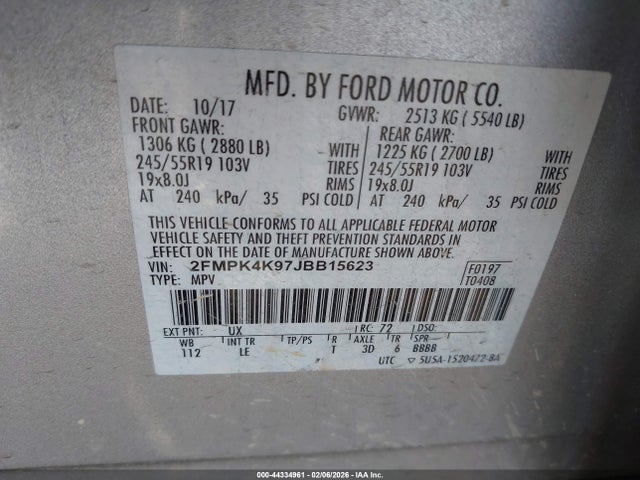 MFD. BY FORD MOTOR CO.
DATE: 10/17 GVWR: 2513 KG ( 5540 LB)
FRONT GAWR: REAR GAWR:
1306 KG ( 2880 LB) WITH 1225 KG ( 2700 LB) WITH
245/55R19 103V TIRES 245/55R19 103V TIRES
19x8.0J RIMS 19x8.0J RIMS
AT 240 kPa/ 35 PSI COLD AT 240 kPa/ 35 PSI COLD
THIS VEHICLE CONFORMS TO ALL APPLICABLE FEDERAL MOTOR
VEHICLE SAFETY AND THEFT PREVENTION STANDARDS IN
EFFECT ON THE DATE OF MANUFACTURE SHOWN ABOVE.
VIN: 2FMPK4K97JBB15623 F0197
TYPE: MPV T0408
EXT PNT: UX RC: 72 DSO:
WB INT TR TP/PS R AXLE TR SPR
112 LE T 3D 6 BBBB
UTC ▽ 5USA-1520472-BA
000-44334961 - 02/06/2026 - IAA Inc.